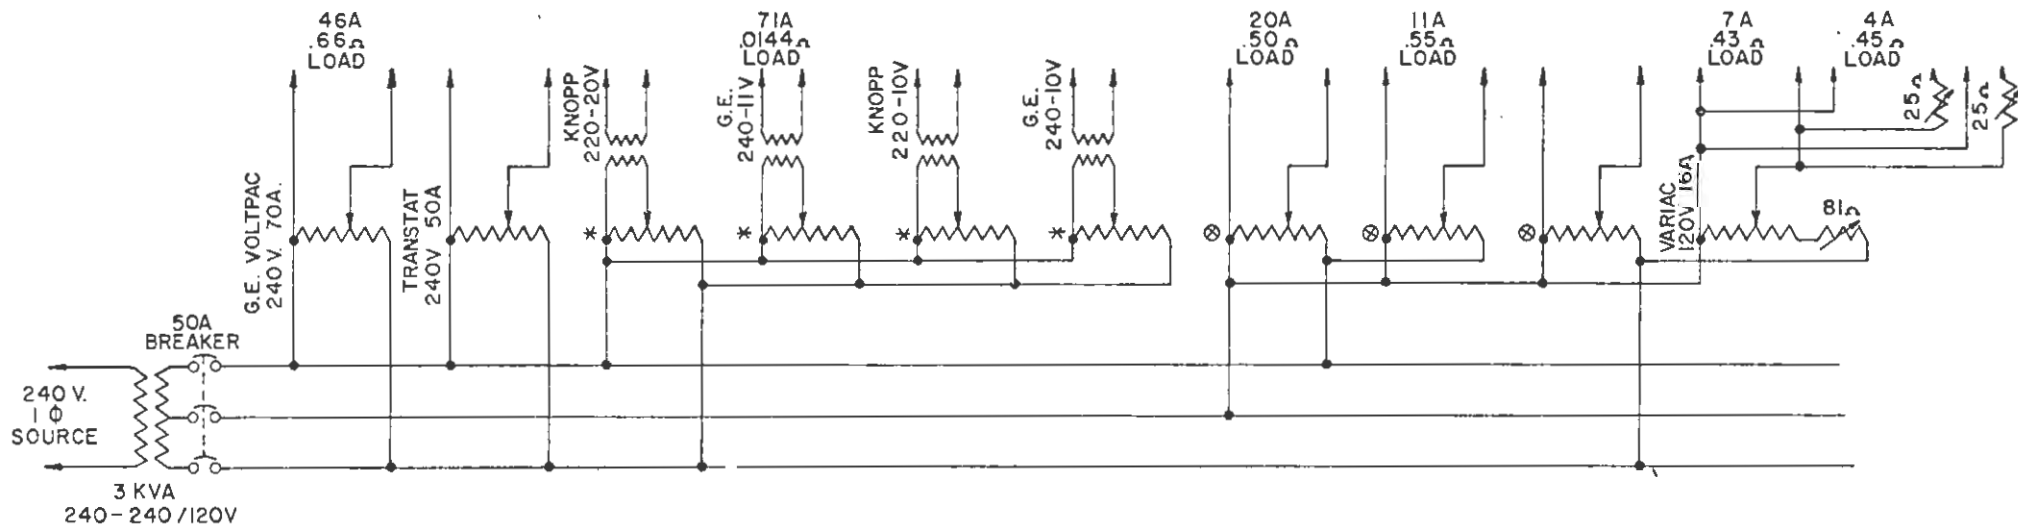 46A
.66Ω
LOAD
71A
.0144Ω
LOAD
20A
.50Ω
LOAD
11A
.55Ω
LOAD
7A
.43Ω
LOAD
4A
.45Ω
LOAD
G.E. VOLTPAC
240 V. 70A.
TRANSTAT
240V 50A
KNOPP
220-20V
G.E.
240-11V
KNOPP
220-10V
G.E.
240-10V
VARIAC
120V 16A
25Ω
25Ω
81Ω
*
*
*
*
⊗
⊗
⊗
50A
BREAKER
240 V.
1 Φ
SOURCE
3 KVA
240-240/120V